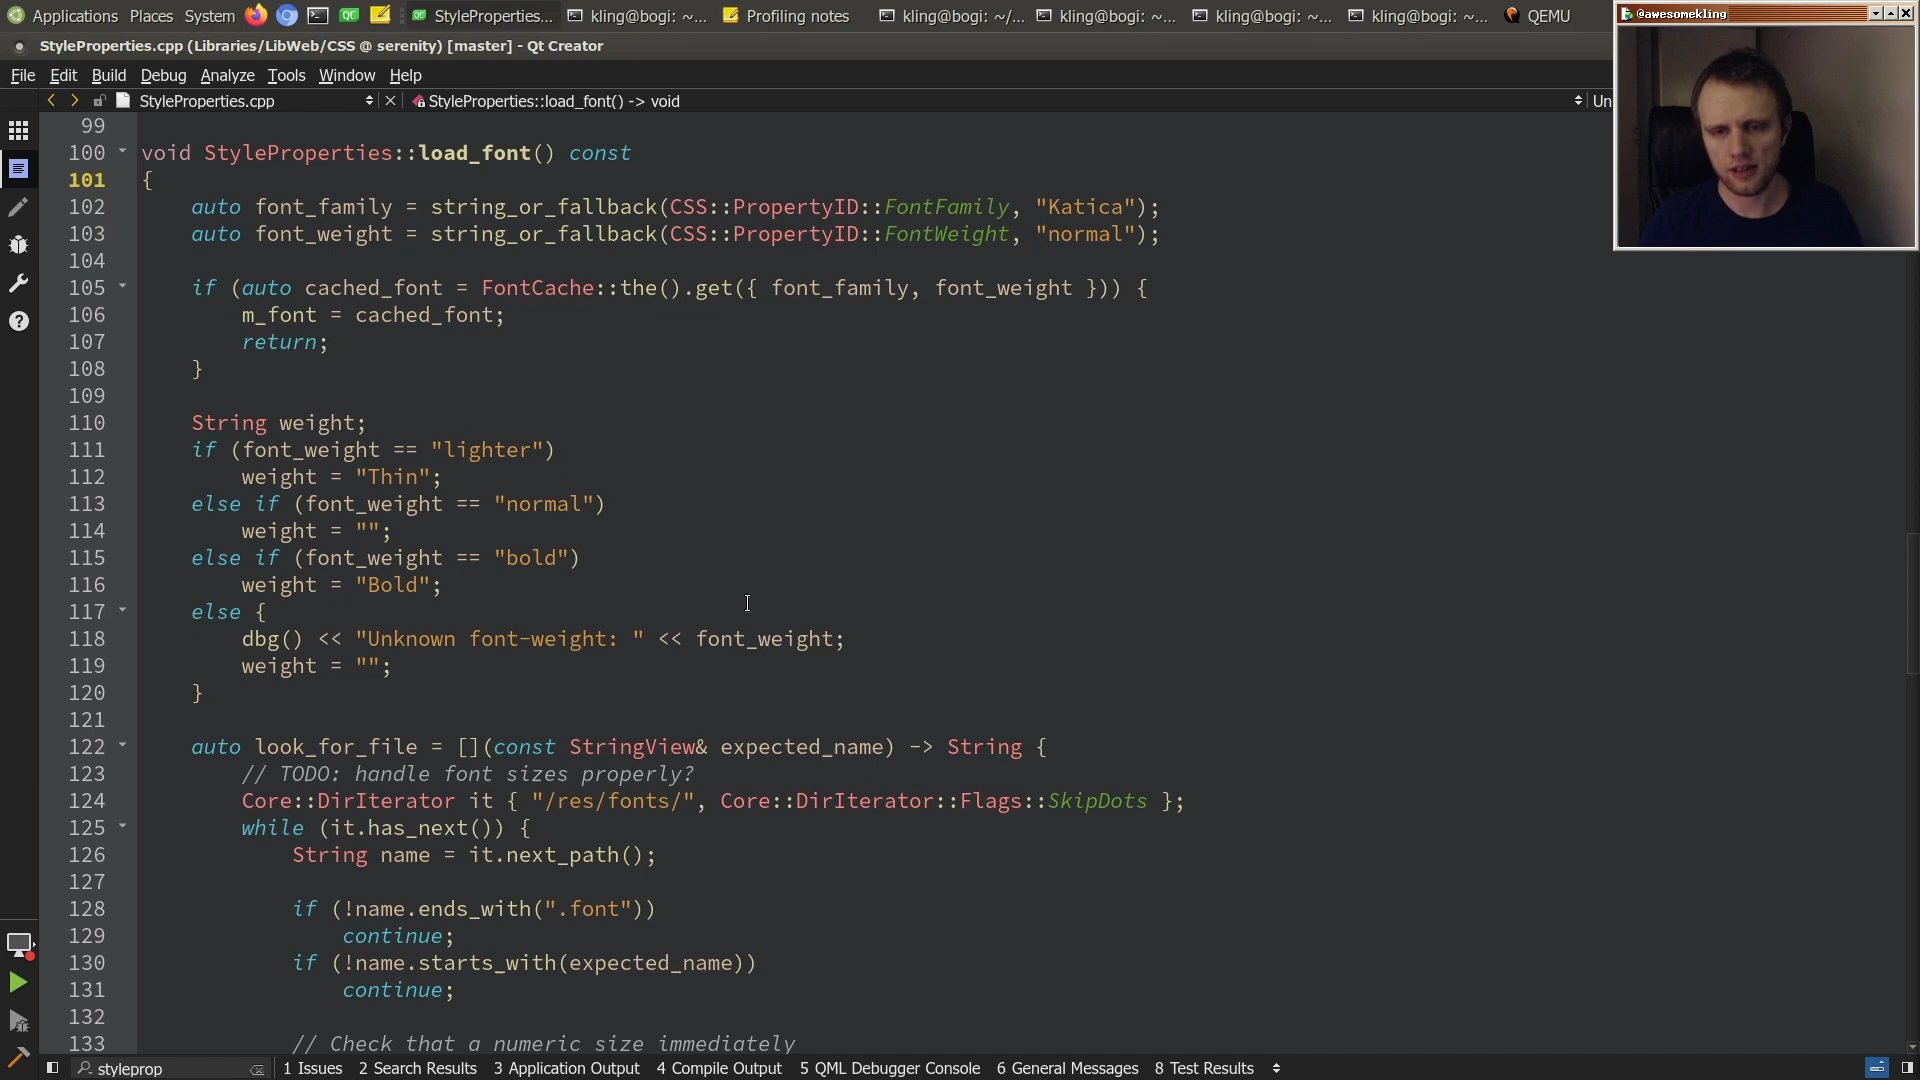 Applications Places System StyleProperties... kling@bogi: ~... Profiling notes kling@bogi: ~/... kling@bogi: ~... kling@bogi: ~... kling@bogi: ~... QEMU
@awesomekling
StyleProperties.cpp (Libraries/LibWeb/CSS @ serenity) [master] - Qt Creator
File Edit Build Debug Analyze Tools Window Help
StyleProperties.cpp StyleProperties::load_font() -> void Un
99
100 void StyleProperties::load_font() const
101 {
102     auto font_family = string_or_fallback(CSS::PropertyID::FontFamily, "Katica");
103     auto font_weight = string_or_fallback(CSS::PropertyID::FontWeight, "normal");
104
105     if (auto cached_font = FontCache::the().get({ font_family, font_weight })) {
106         m_font = cached_font;
107         return;
108     }
109
110     String weight;
111     if (font_weight == "lighter")
112         weight = "Thin";
113     else if (font_weight == "normal")
114         weight = "";
115     else if (font_weight == "bold")
116         weight = "Bold";
117     else {
118         dbg() << "Unknown font-weight: " << font_weight;
119         weight = "";
120     }
121
122     auto look_for_file = [](const StringView& expected_name) -> String {
123         // TODO: handle font sizes properly?
124         Core::DirIterator it { "/res/fonts/", Core::DirIterator::Flags::SkipDots };
125         while (it.has_next()) {
126             String name = it.next_path();
127
128             if (!name.ends_with(".font"))
129                 continue;
130             if (!name.starts_with(expected_name))
131                 continue;
132
133             // Check that a numeric size immediately
styleprop 1 Issues 2 Search Results 3 Application Output 4 Compile Output 5 QML Debugger Console 6 General Messages 8 Test Results